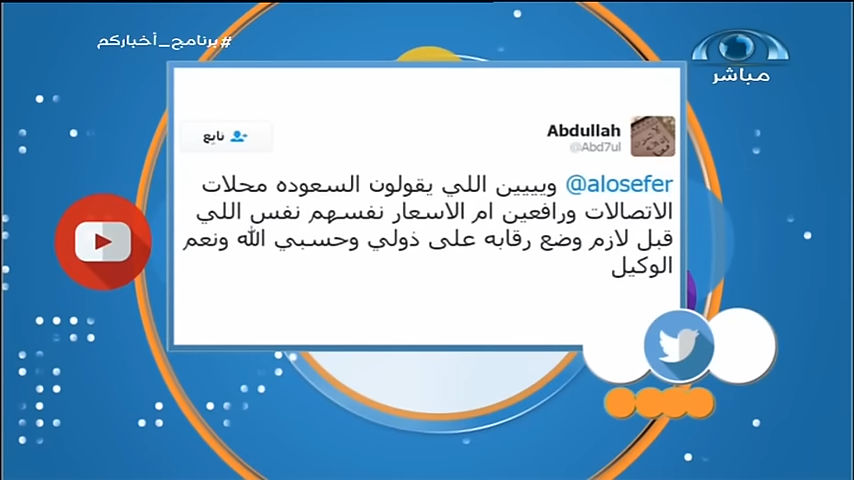 #برنامج_أخباركم
مباشر
Abdullah
@Abd7ul
تابع
@alosefer ويييين اللي يقولون السعوده محلات
الاتصالات ورافعين ام الاسعار نفسهم نفس اللي
قبل لازم وضع رقابه على ذولي وحسبي الله ونعم
الوكيل